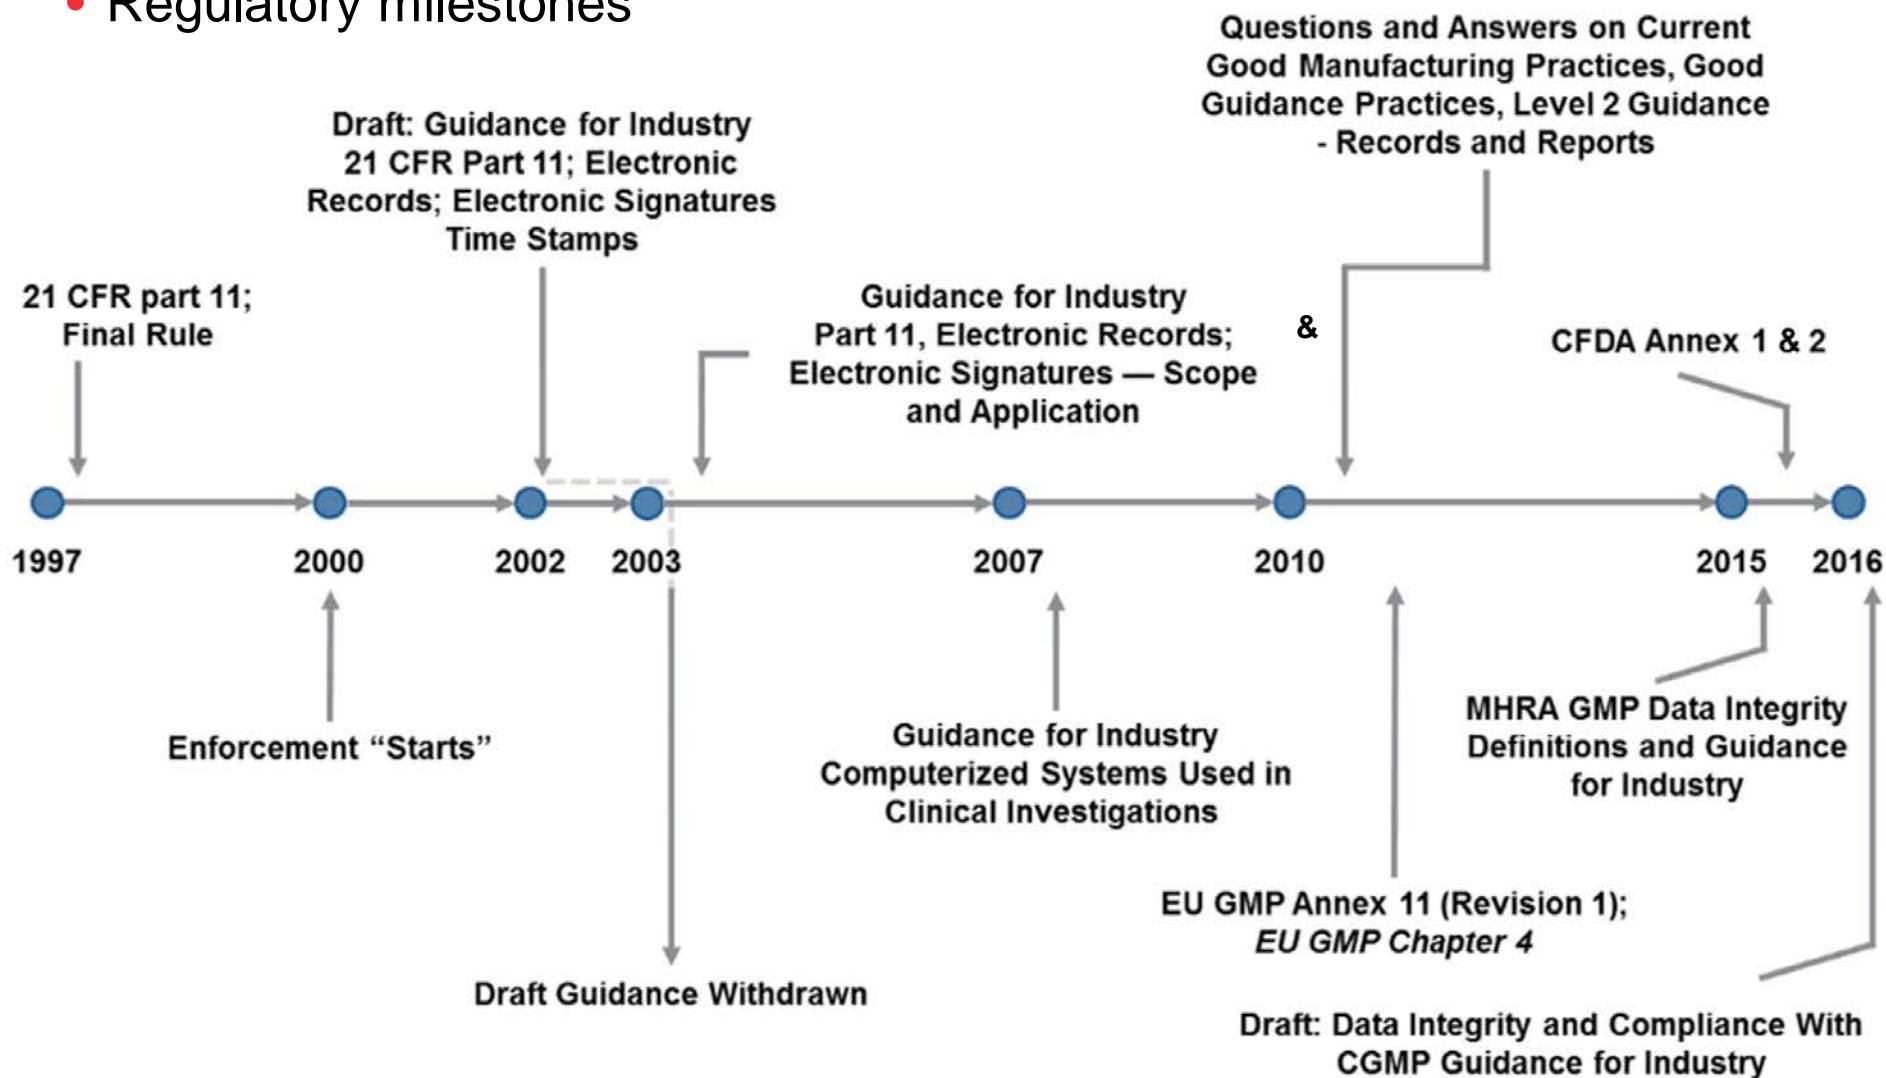 • Regulatory milestones
Questions and Answers on Current
Good Manufacturing Practices, Good
Guidance Practices, Level 2 Guidance
- Records and Reports
Draft: Guidance for Industry
21 CFR Part 11; Electronic
Records; Electronic Signatures
Time Stamps
21 CFR part 11;
Final Rule
Guidance for Industry
Part 11, Electronic Records;
Electronic Signatures — Scope
and Application
&
CFDA Annex 1 & 2
1997
2000
2002
2003
2007
2010
2015
2016
Enforcement “Starts”
Draft Guidance Withdrawn
Guidance for Industry
Computerized Systems Used in
Clinical Investigations
EU GMP Annex 11 (Revision 1);
EU GMP Chapter 4
MHRA GMP Data Integrity
Definitions and Guidance
for Industry
Draft: Data Integrity and Compliance With
CGMP Guidance for Industry